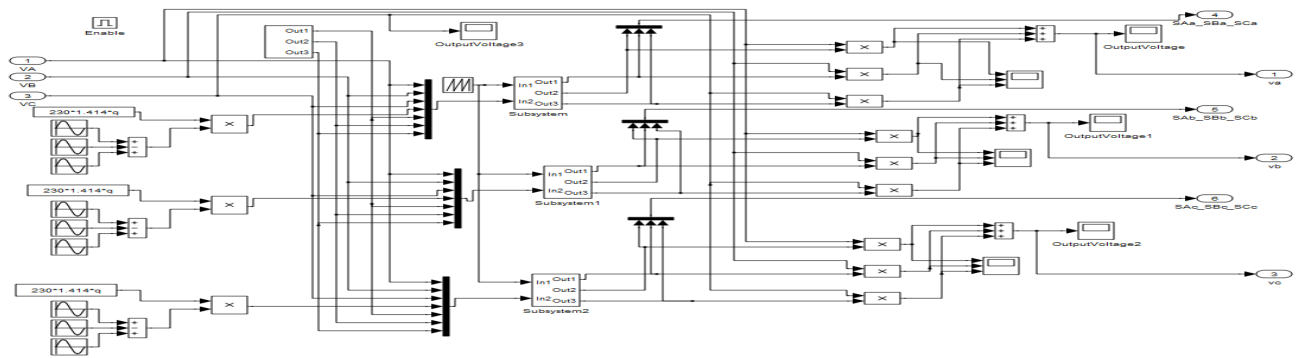 Enable
Out1
Out2
Out3
OutputVoltage3
1
VA
2
VB
3
VC
230*1.414*q
Out1
In1
Out2
In2
Out3
Subsystem
OutputVoltage
4
SAa_SBa_SCa
1
va
230*1.414*q
Out1
In1
Out2
In2
Out3
Subsystem1
OutputVoltage1
5
SAb_SBb_SCb
2
vb
230*1.414*q
Out1
In1
Out2
In2
Out3
Subsystem2
OutputVoltage2
6
SAc_SBc_SCc
3
vc